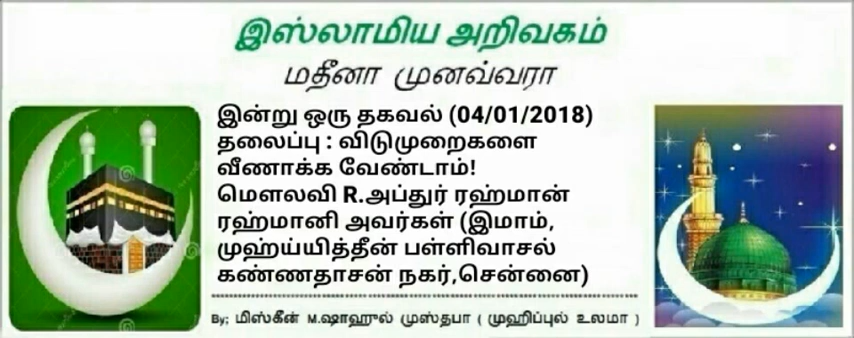 இஸ்லாமிய அறிவகம்
மதீனா முனவ்வரா
இன்று ஒரு தகவல் (04/01/2018)
தலைப்பு : விடுமுறைகளை
வீணாக்க வேண்டாம்!
மௌலவி R.அப்துர் ரஹ்மான்
ரஹ்மானி அவர்கள் (இமாம்,
முஹ்யித்தீன் பள்ளிவாசல்
கண்ணதாசன் நகர்,சென்னை)
By; மிஸ்கீன் M.ஷாஹுல் முஸ்தபா ( முஹிப்புல் உலமா )